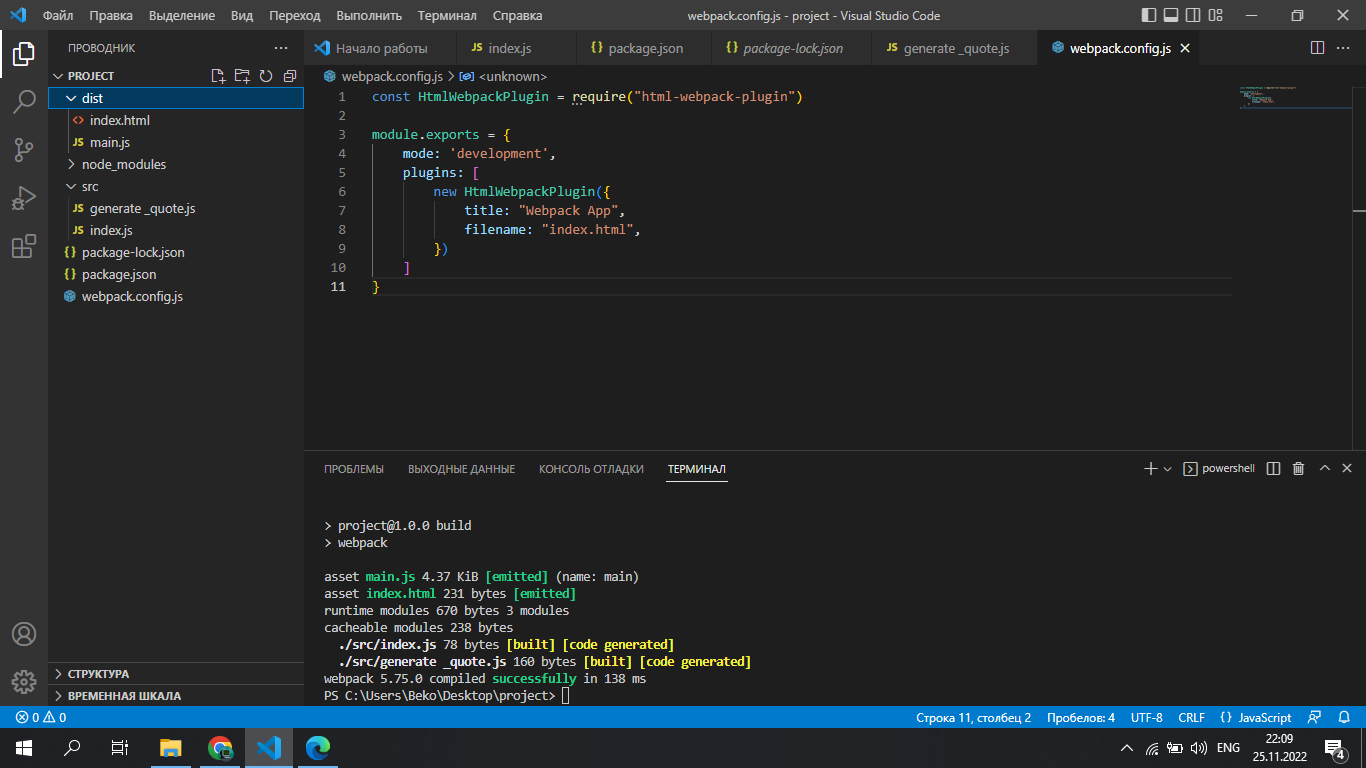 Файл Правка Выделение Вид Переход Выполнить Терминал Справка webpack.config.js - project - Visual Studio Code
ПРОВОДНИК
PROJECT
dist
index.html
main.js
node_modules
src
generate _quote.js
index.js
package-lock.json
package.json
webpack.config.js
СТРУКТУРА
ВРЕМЕННАЯ ШКАЛА
Начало работы index.js package.json package-lock.json generate _quote.js webpack.config.js
webpack.config.js > <unknown>
1 const HtmlWebpackPlugin = require("html-webpack-plugin")
2
3 module.exports = {
4 mode: 'development',
5 plugins: [
6 new HtmlWebpackPlugin({
7 title: "Webpack App",
8 filename: "index.html",
9 })
10 ]
11 }
ПРОБЛЕМЫ ВЫХОДНЫЕ ДАННЫЕ КОНСОЛЬ ОТЛАДКИ ТЕРМИНАЛ powershell
> project@1.0.0 build
> webpack
asset main.js 4.37 KiB [emitted] (name: main)
asset index.html 231 bytes [emitted]
runtime modules 670 bytes 3 modules
cacheable modules 238 bytes
./src/index.js 78 bytes [built] [code generated]
./src/generate _quote.js 160 bytes [built] [code generated]
webpack 5.75.0 compiled successfully in 138 ms
PS C:\Users\Beko\Desktop\project>
0 0 Строка 11, столбец 2 Пробелов: 4 UTF-8 CRLF {} JavaScript
ENG 22:09
25.11.2022 4